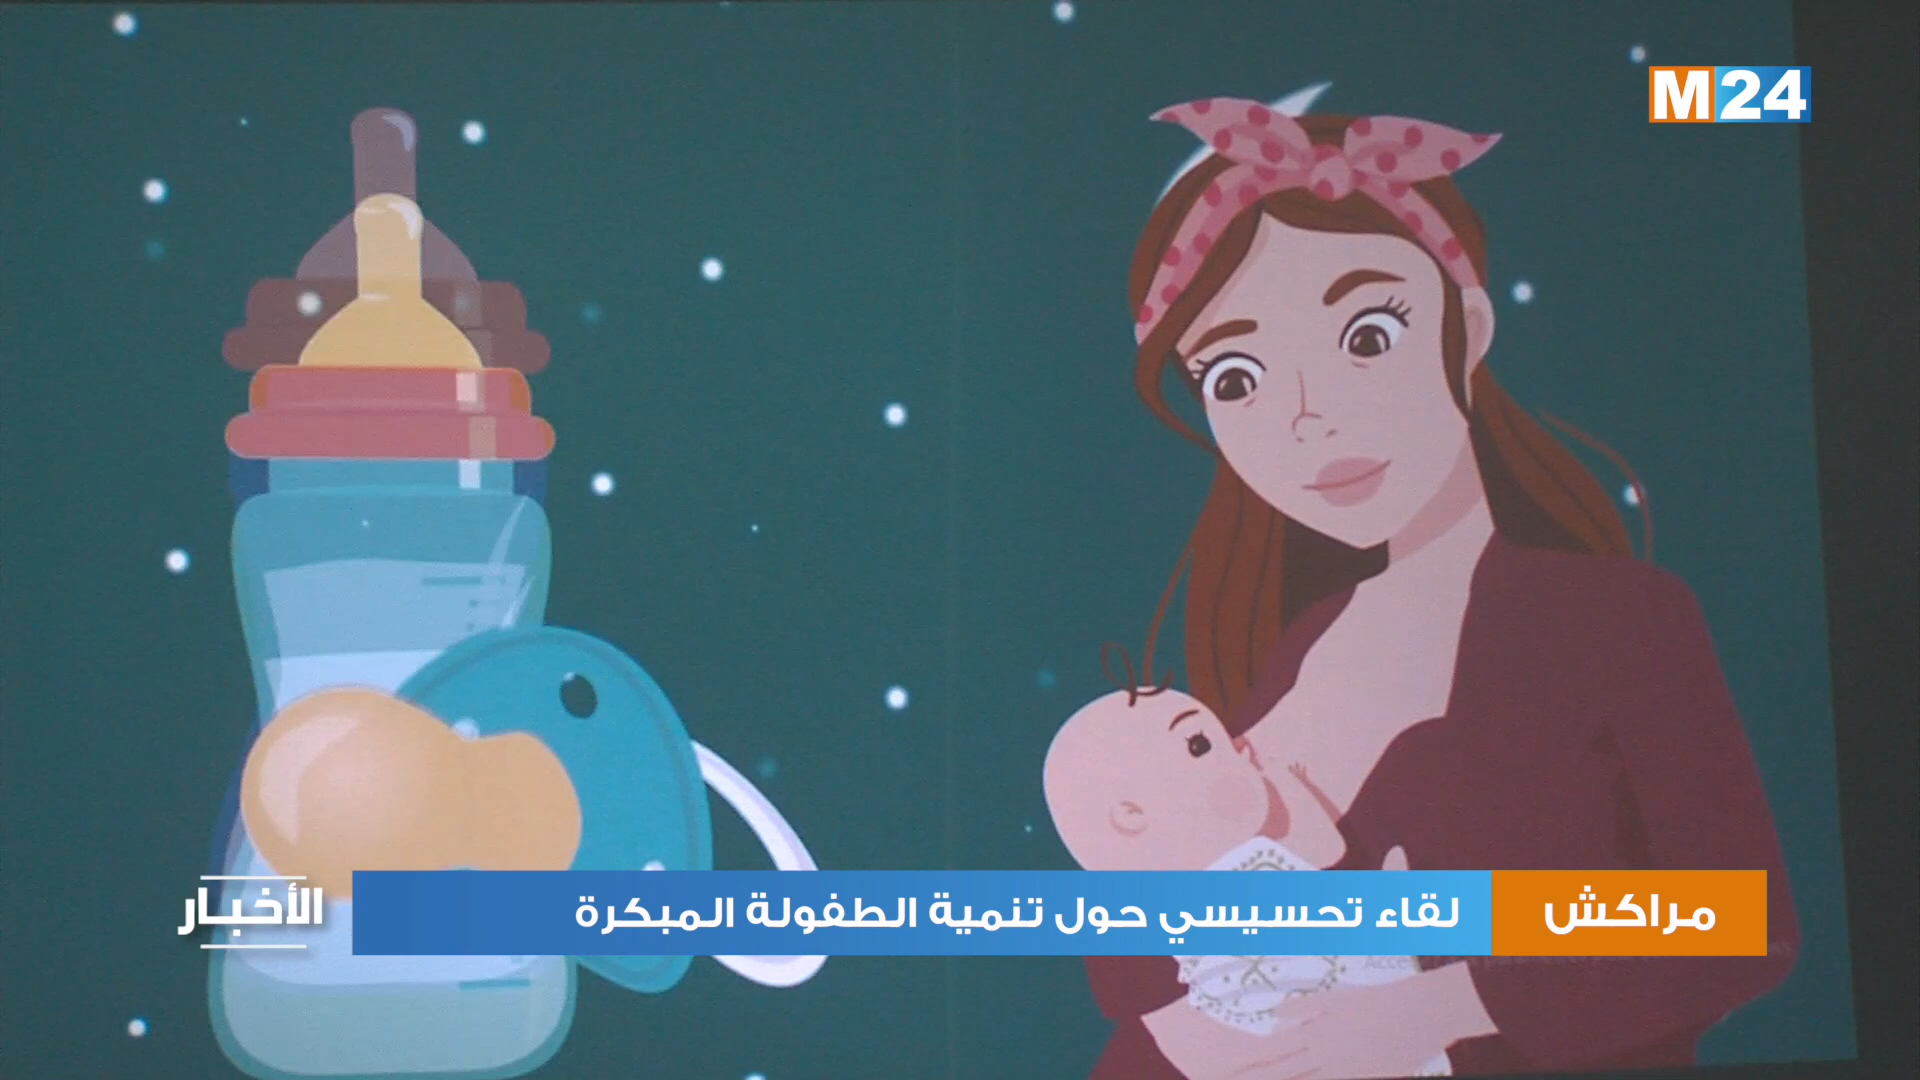 M24
مراكش
لقاء تحسيسي حول تنمية الطفولة المبكرة
الأخبار